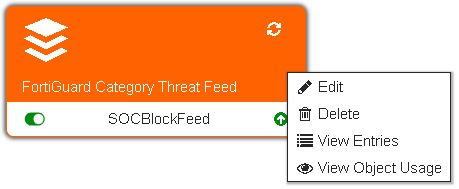 FortiGuard Category Threat Feed
SOCBlockFeed
Edit
Delete
View Entries
View Object Usage